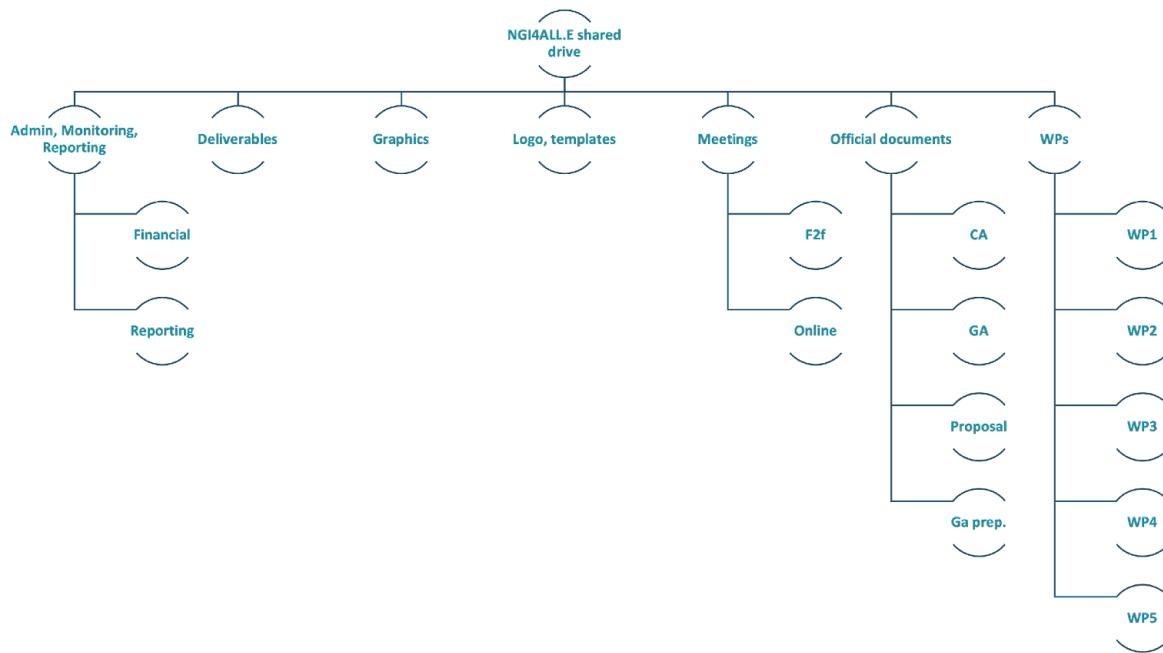 NGI4ALL.E shared
drive
Admin, Monitoring,
Reporting
Deliverables
Graphics
Logo, templates
Meetings
Official documents
WPs
Financial
F2f
CA
WP1
Reporting
Online
GA
WP2
Proposal
WP3
Ga prep.
WP4
WP5